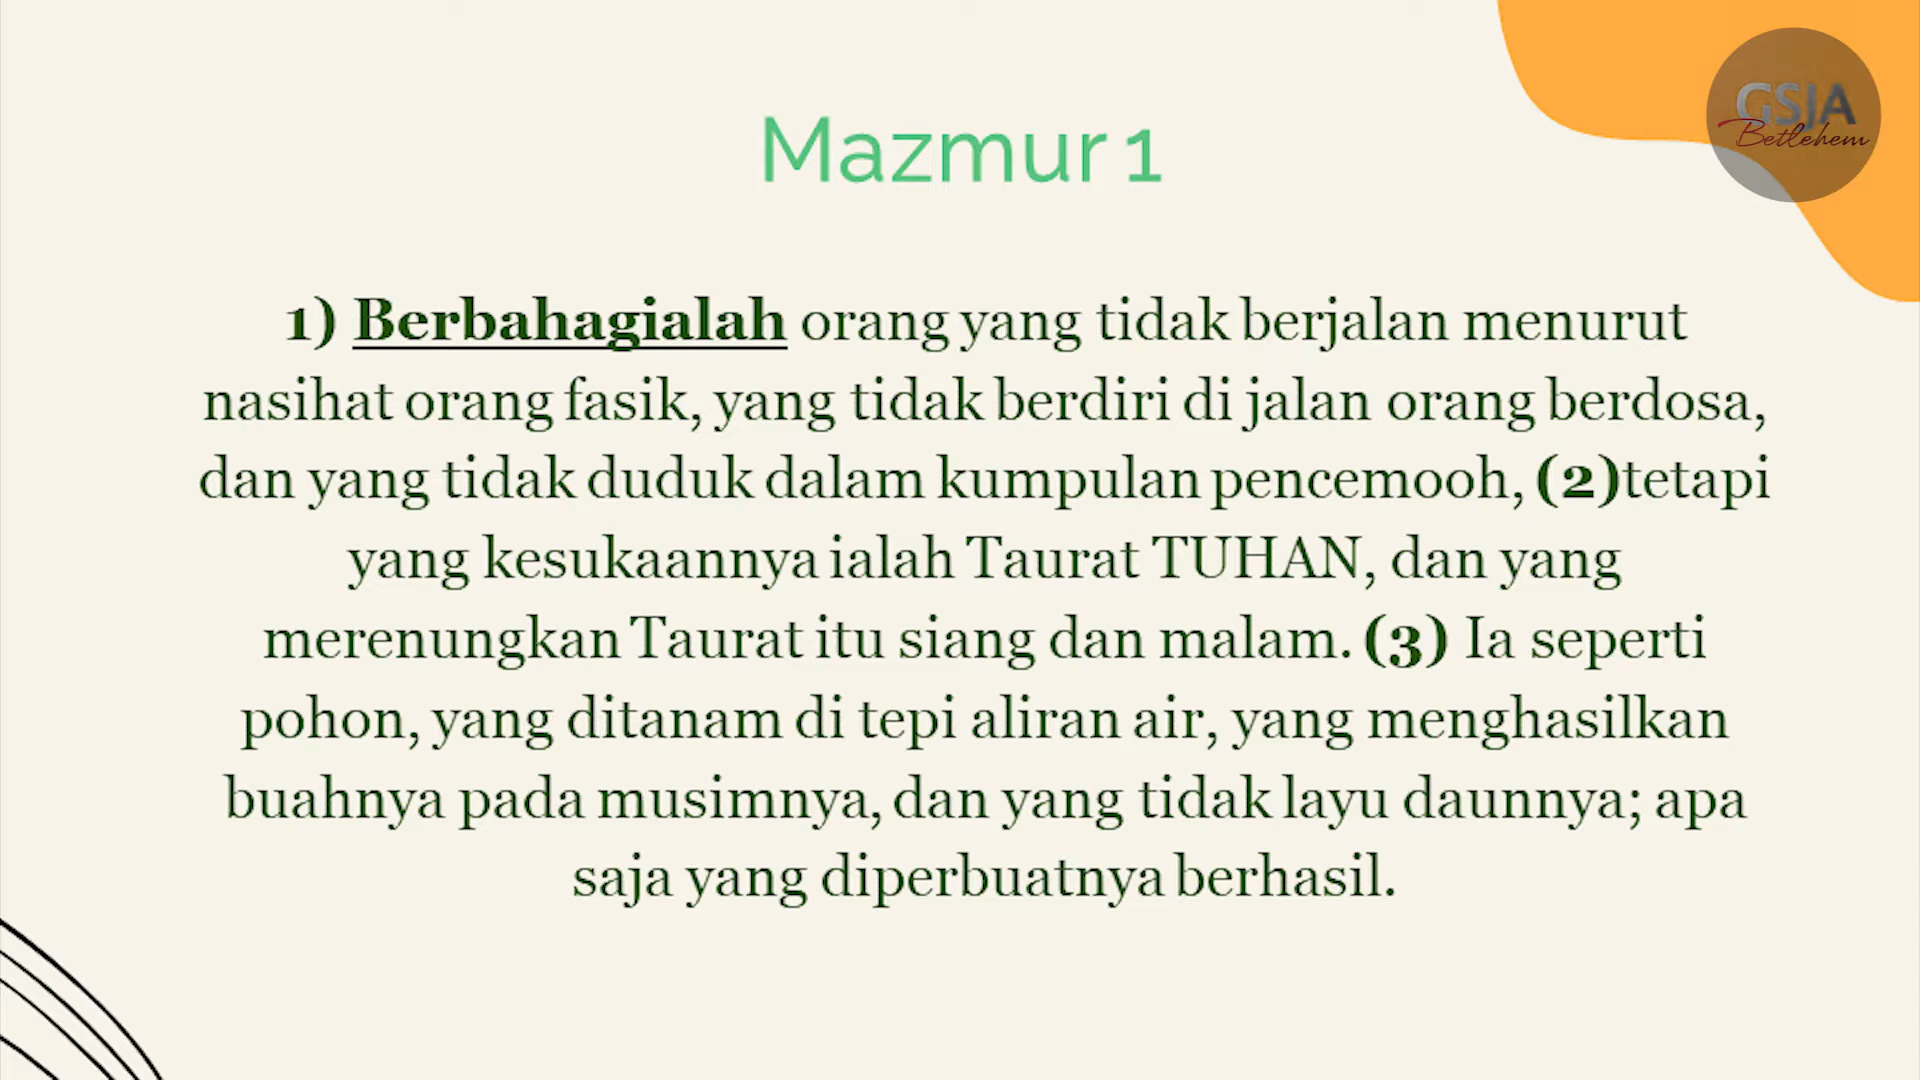 GSJA
Betlehem
Mazmur 1
1) Berbahagialah orang yang tidak berjalan menurut
nasihat orang fasik, yang tidak berdiri di jalan orang berdosa,
dan yang tidak duduk dalam kumpulan pencemooh, (2)tetapi
yang kesukaannya ialah Taurat TUHAN, dan yang
merenungkan Taurat itu siang dan malam. (3) Ia seperti
pohon, yang ditanam di tepi aliran air, yang menghasilkan
buahnya pada musimnya, dan yang tidak layu daunnya; apa
saja yang diperbuatnya berhasil.